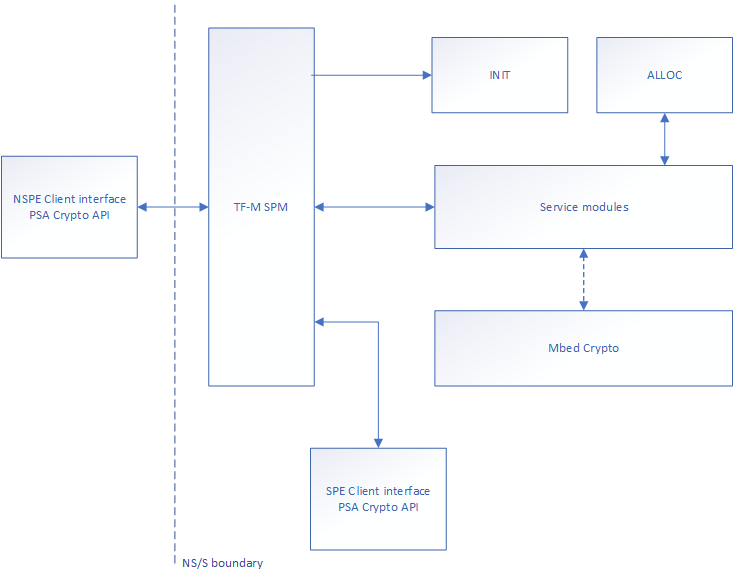 INIT
ALLOC
NSPE Client interface
PSA Crypto API
TF-M SPM
Service modules
Mbed Crypto
SPE Client interface
PSA Crypto API
NS/S boundary